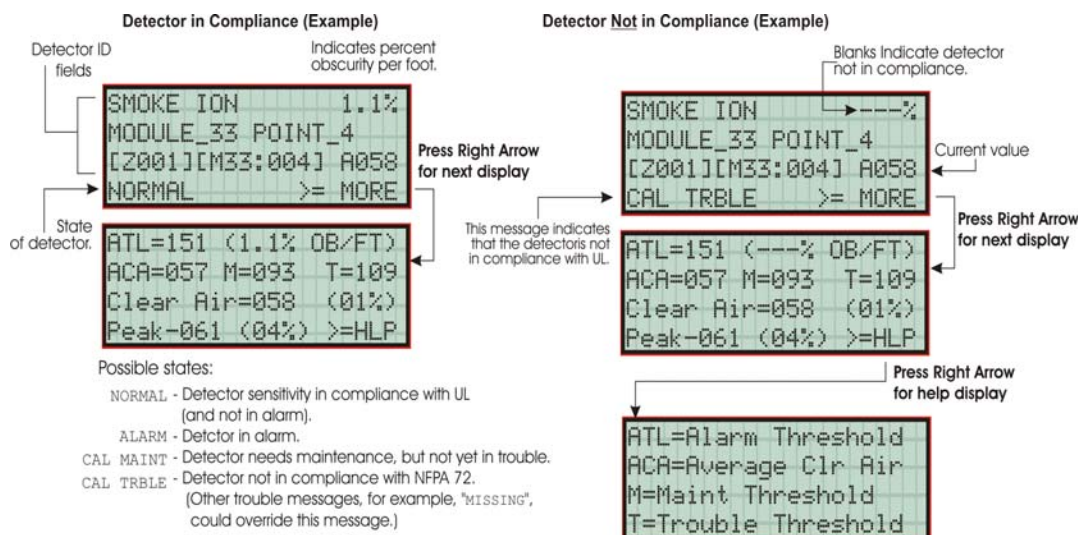 Detector in Compliance (Example)
Detector ID
fields
Indicates percent
obscurity per foot.
SMOKE ION 1.1%
MODULE_33 POINT_4
[Z001][M33:004] A058
NORMAL >= MORE
State
of detector.
Press Right Arrow
for next display
ATL=151 (1.1% OB/FT)
ACA=057 M=093 T=109
Clear Air=058 (01%)
Peak-061 (04%) >=HLP
Possible states:
NORMAL - Detector sensitivity in compliance with UL
(and not in alarm).
ALARM - Detctor in alarm.
CAL MAINT - Detector needs maintenance, but not yet in trouble.
CAL TRBLE - Detector not in compliance with NFPA 72.
(Other trouble messages, for example, "MISSING",
could override this message.)
Detector Not in Compliance (Example)
Blanks Indicate detector
not in compliance.
SMOKE ION ---%
MODULE_33 POINT_4
[Z001][M33:004] A058
CAL TRBLE >= MORE
Current value
This message indicates
that the detectoris not
in compliance with UL.
Press Right Arrow
for next display
ATL=151 (---% OB/FT)
ACA=057 M=093 T=109
Clear Air=058 (01%)
Peak-061 (04%) >=HLP
Press Right Arrow
for help display
ATL=Alarm Threshold
ACA=Average Clr Air
M=Maint Threshold
T=Trouble Threshold